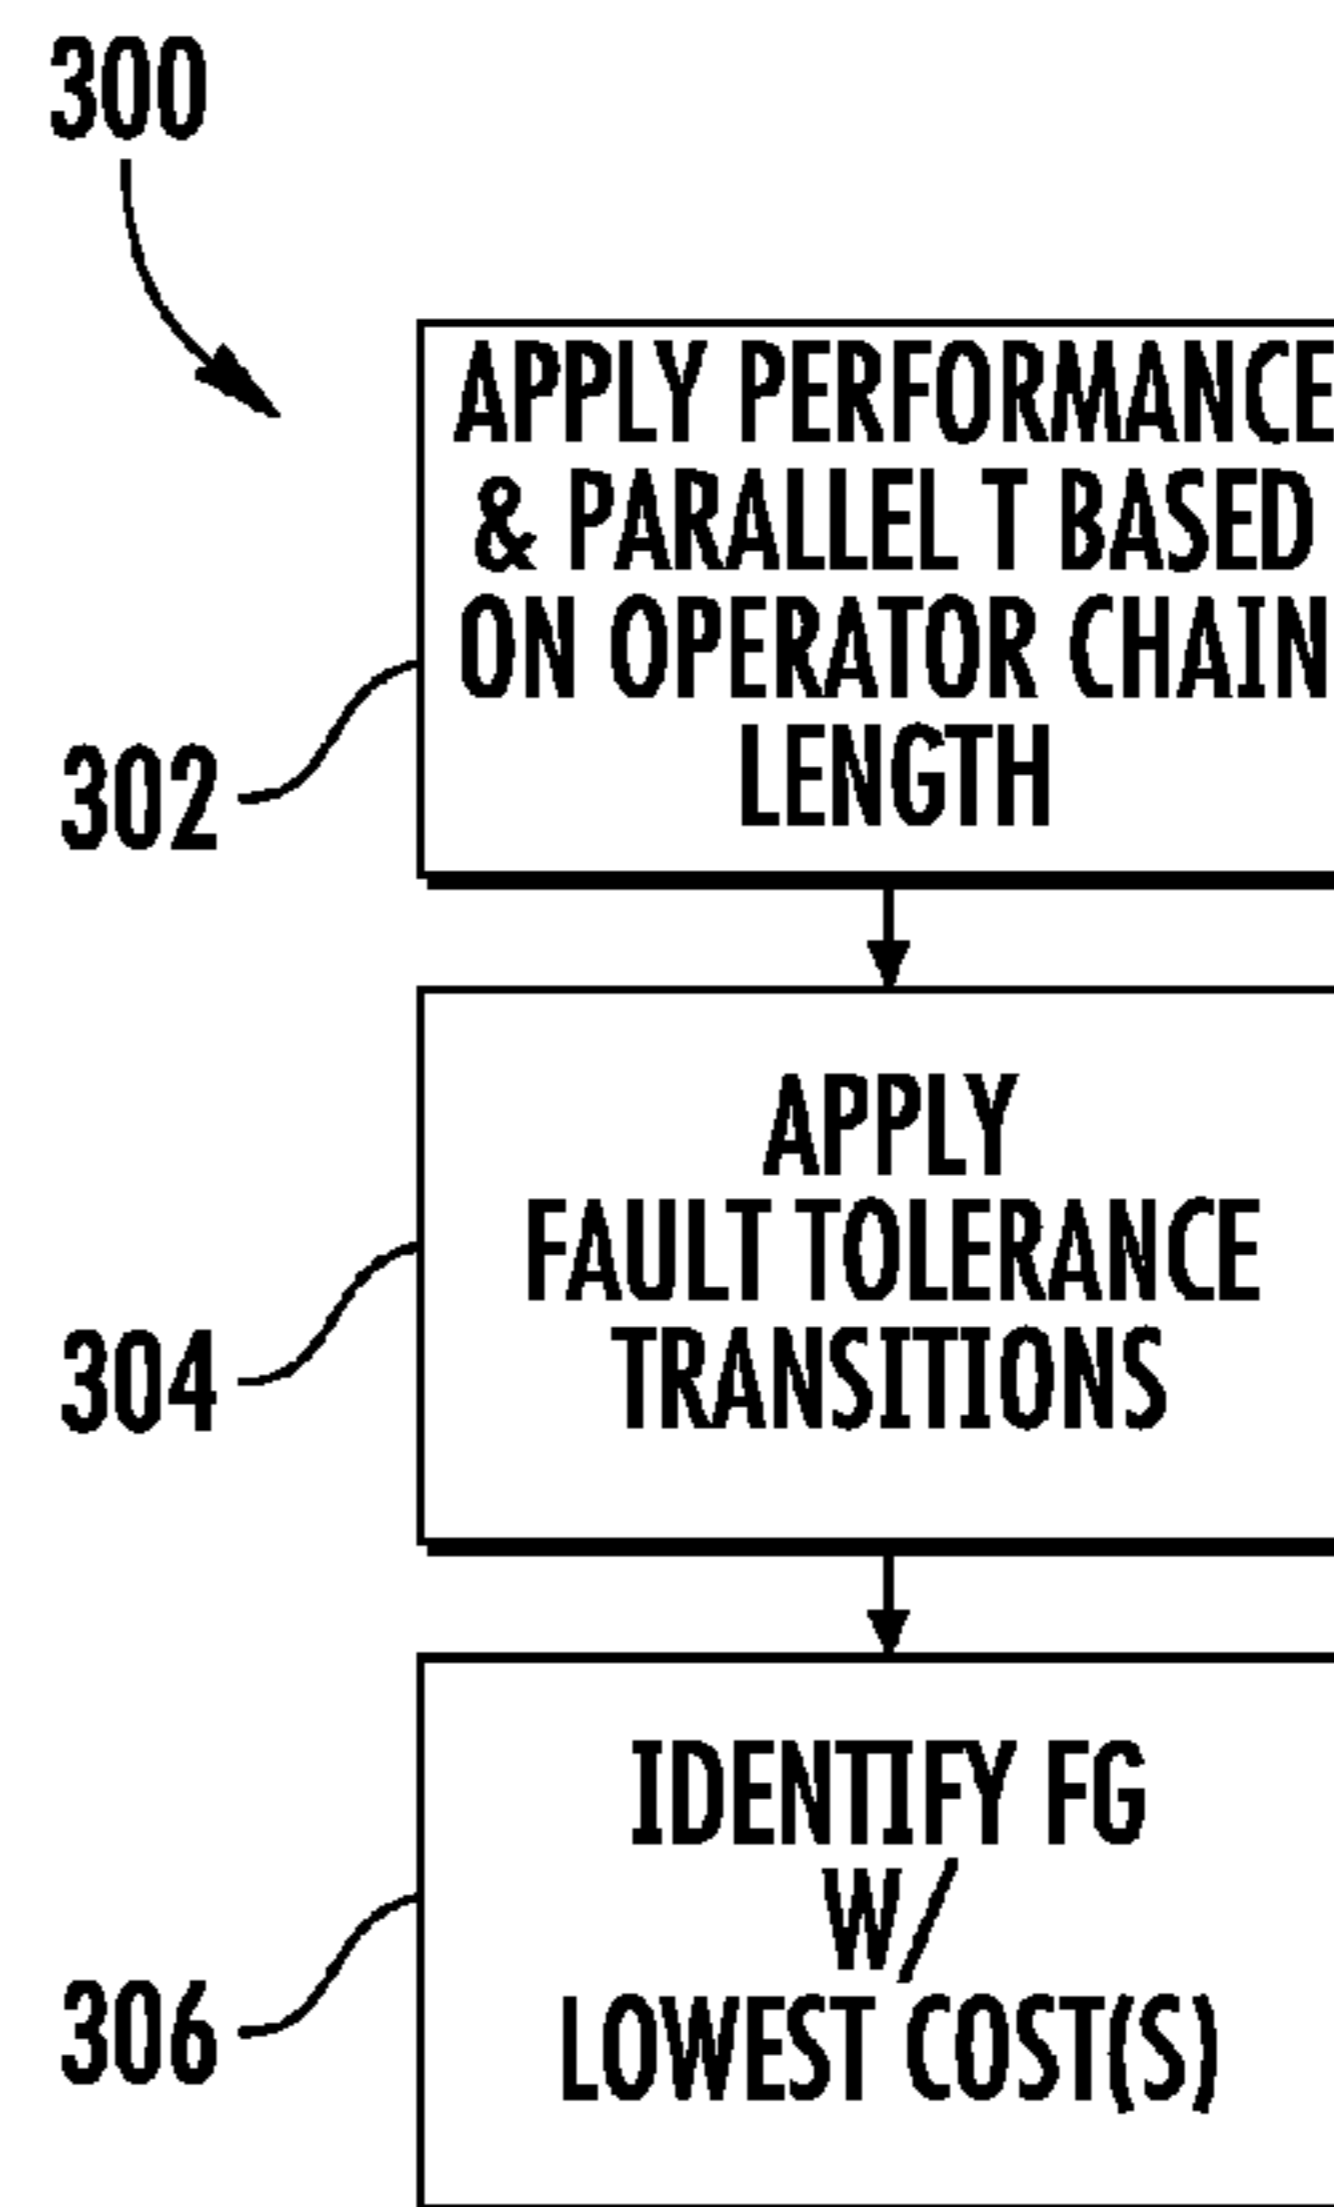 300
APPLY PERFORMANCE
& PARALLEL T BASED
ON OPERATOR CHAIN
LENGTH
302
APPLY
FAULT TOLERANCE
TRANSITIONS
304
IDENTIFY FG
W/
LOWEST COST(S)
306